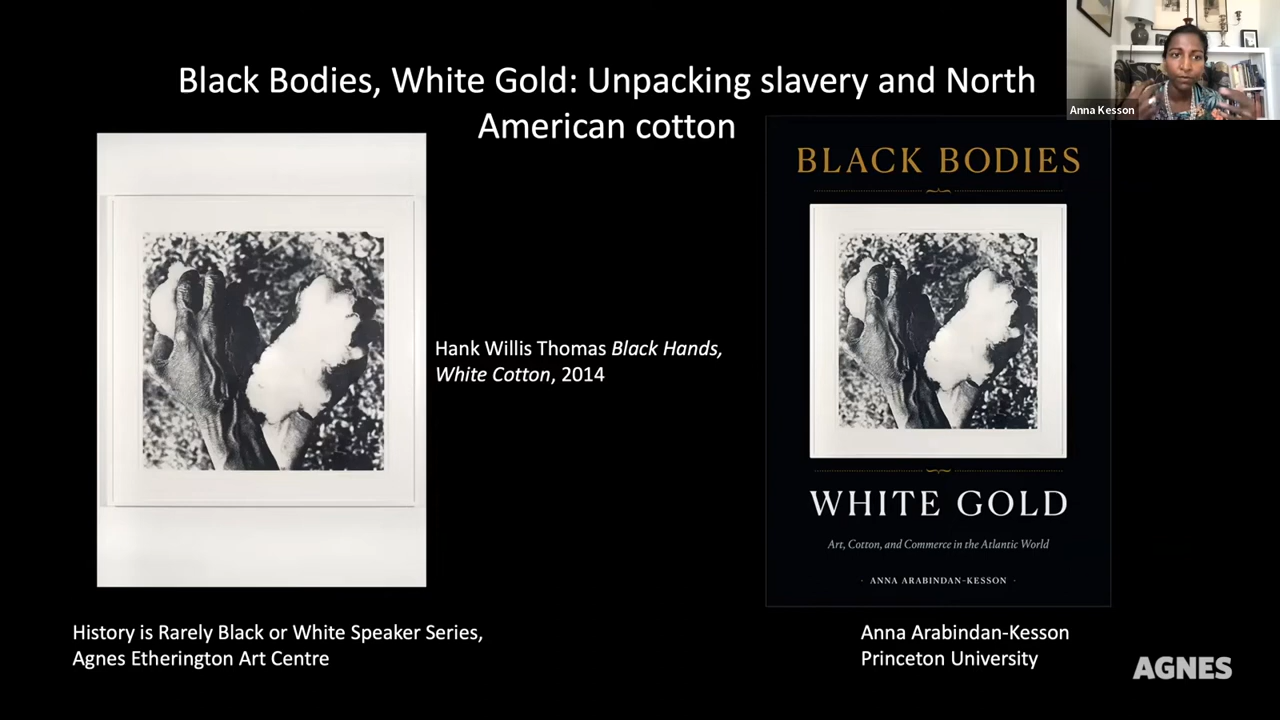 Black Bodies, White Gold: Unpacking slavery and North
American cotton
Anna Kesson
Hank Willis Thomas Black Hands,
White Cotton, 2014
BLACK BODIES
WHITE GOLD
Art, Cotton, and Commerce in the Atlantic World
· ANNA ARABINDAN-KESSON ·
History is Rarely Black or White Speaker Series,
Agnes Etherington Art Centre
Anna Arabindan-Kesson
Princeton University
AGNES